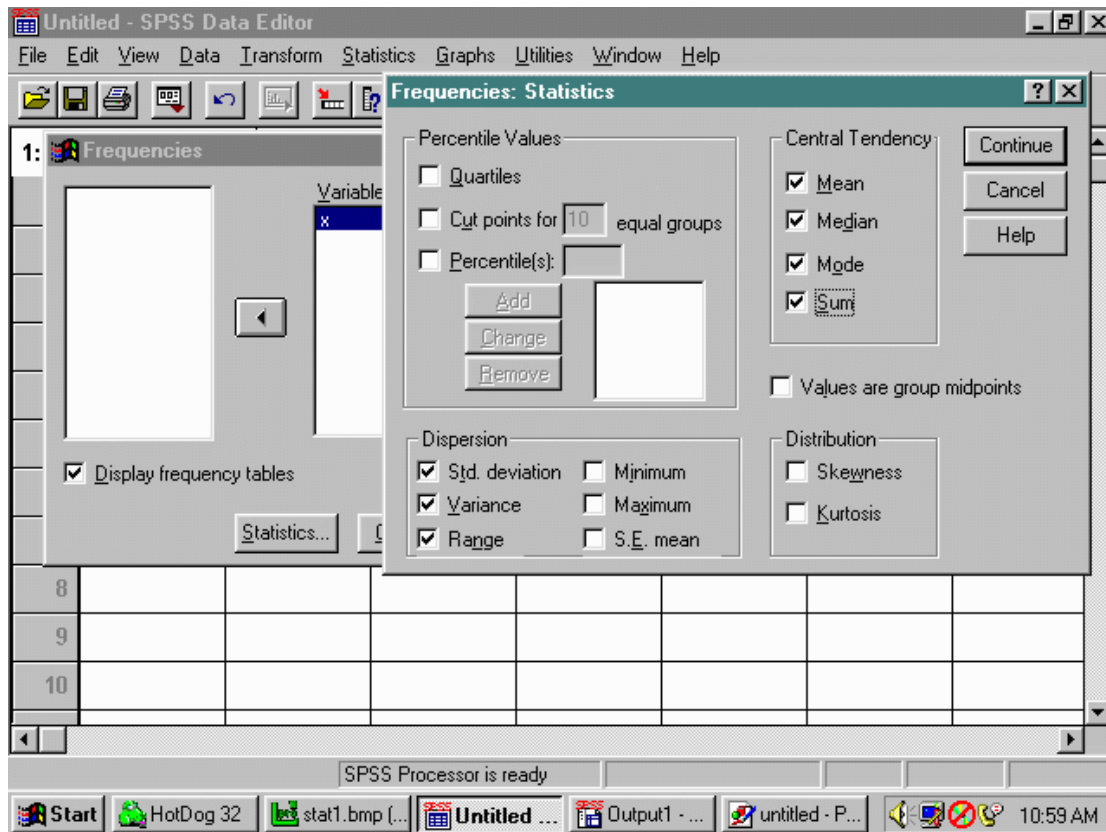 SPSS Untitled - SPSS Data Editor
File Edit View Data Transform Statistics Graphs Utilities Window Help
Frequencies: Statistics
1:
Frequencies
Variable
x
Display frequency tables
Statistics...
Percentile Values
Quartiles
Cut points for 10 equal groups
Percentile(s):
Add
Change
Remove
Central Tendency
Mean
Median
Mode
Sum
Continue
Cancel
Help
Values are group midpoints
Dispersion
Std. deviation
Minimum
Variance
Maximum
Range
S.E. mean
Distribution
Skewness
Kurtosis
8
9
10
SPSS Processor is ready
Start HotDog 32 stat1.bmp (... SPSS Untitled ... SPSS Output1 - ... untitled - P... 10:59 AM